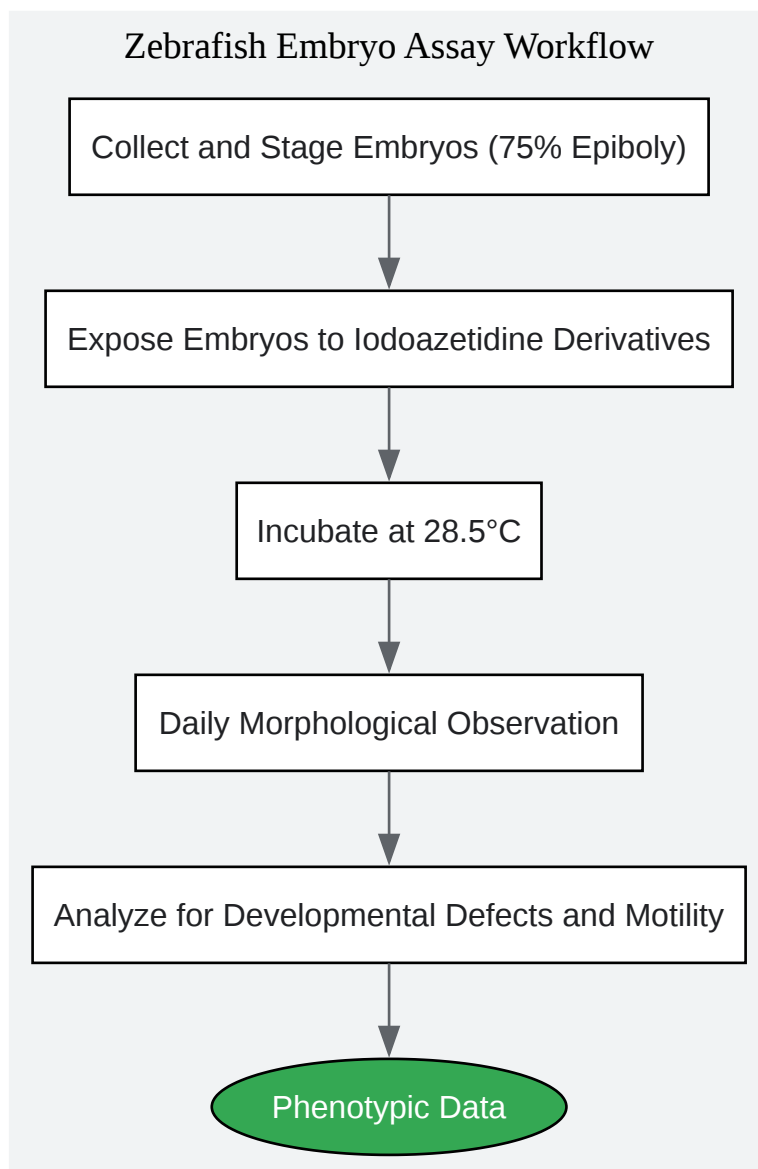 Zebrafish Embryo Assay Workflow
Collect and Stage Embryos (75% Epiboly)
Expose Embryos to Iodoazetidine Derivatives
Incubate at 28.5°C
Daily Morphological Observation
Analyze for Developmental Defects and Motility
Phenotypic Data